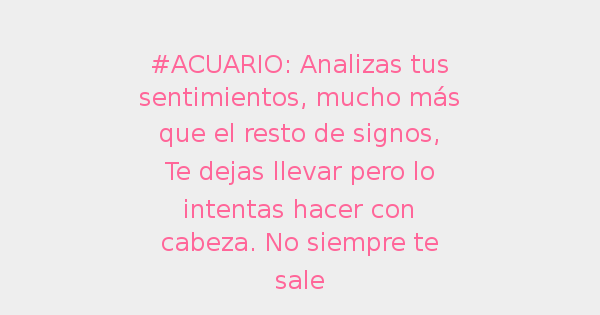 #ACUARIO: Analizas tus
sentimientos, mucho más
que el resto de signos,
Te dejas llevar pero lo
intentas hacer con
cabeza. No siempre te
sale